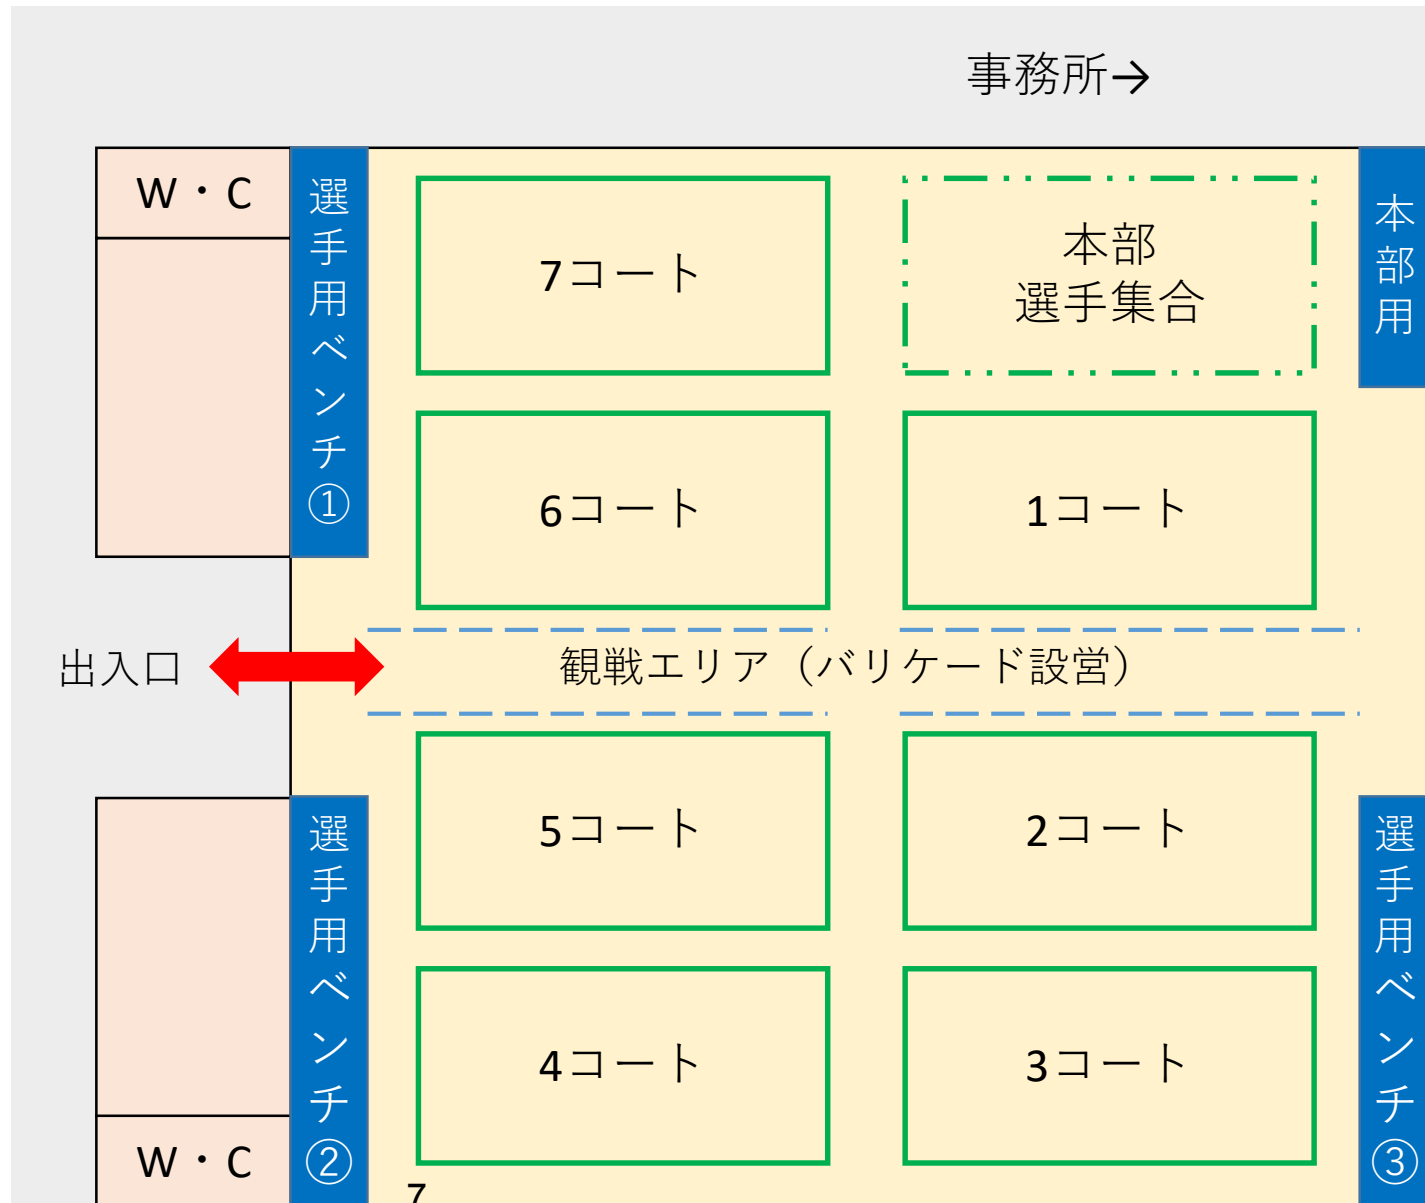 事務所→
W・C
選手用ベンチ①
7コート
本部
選手集合
本部用
6コート
1コート
出入口
観戦エリア（バリケード設営）
選手用ベンチ②
5コート
2コート
選手用ベンチ③
4コート
3コート
W・C